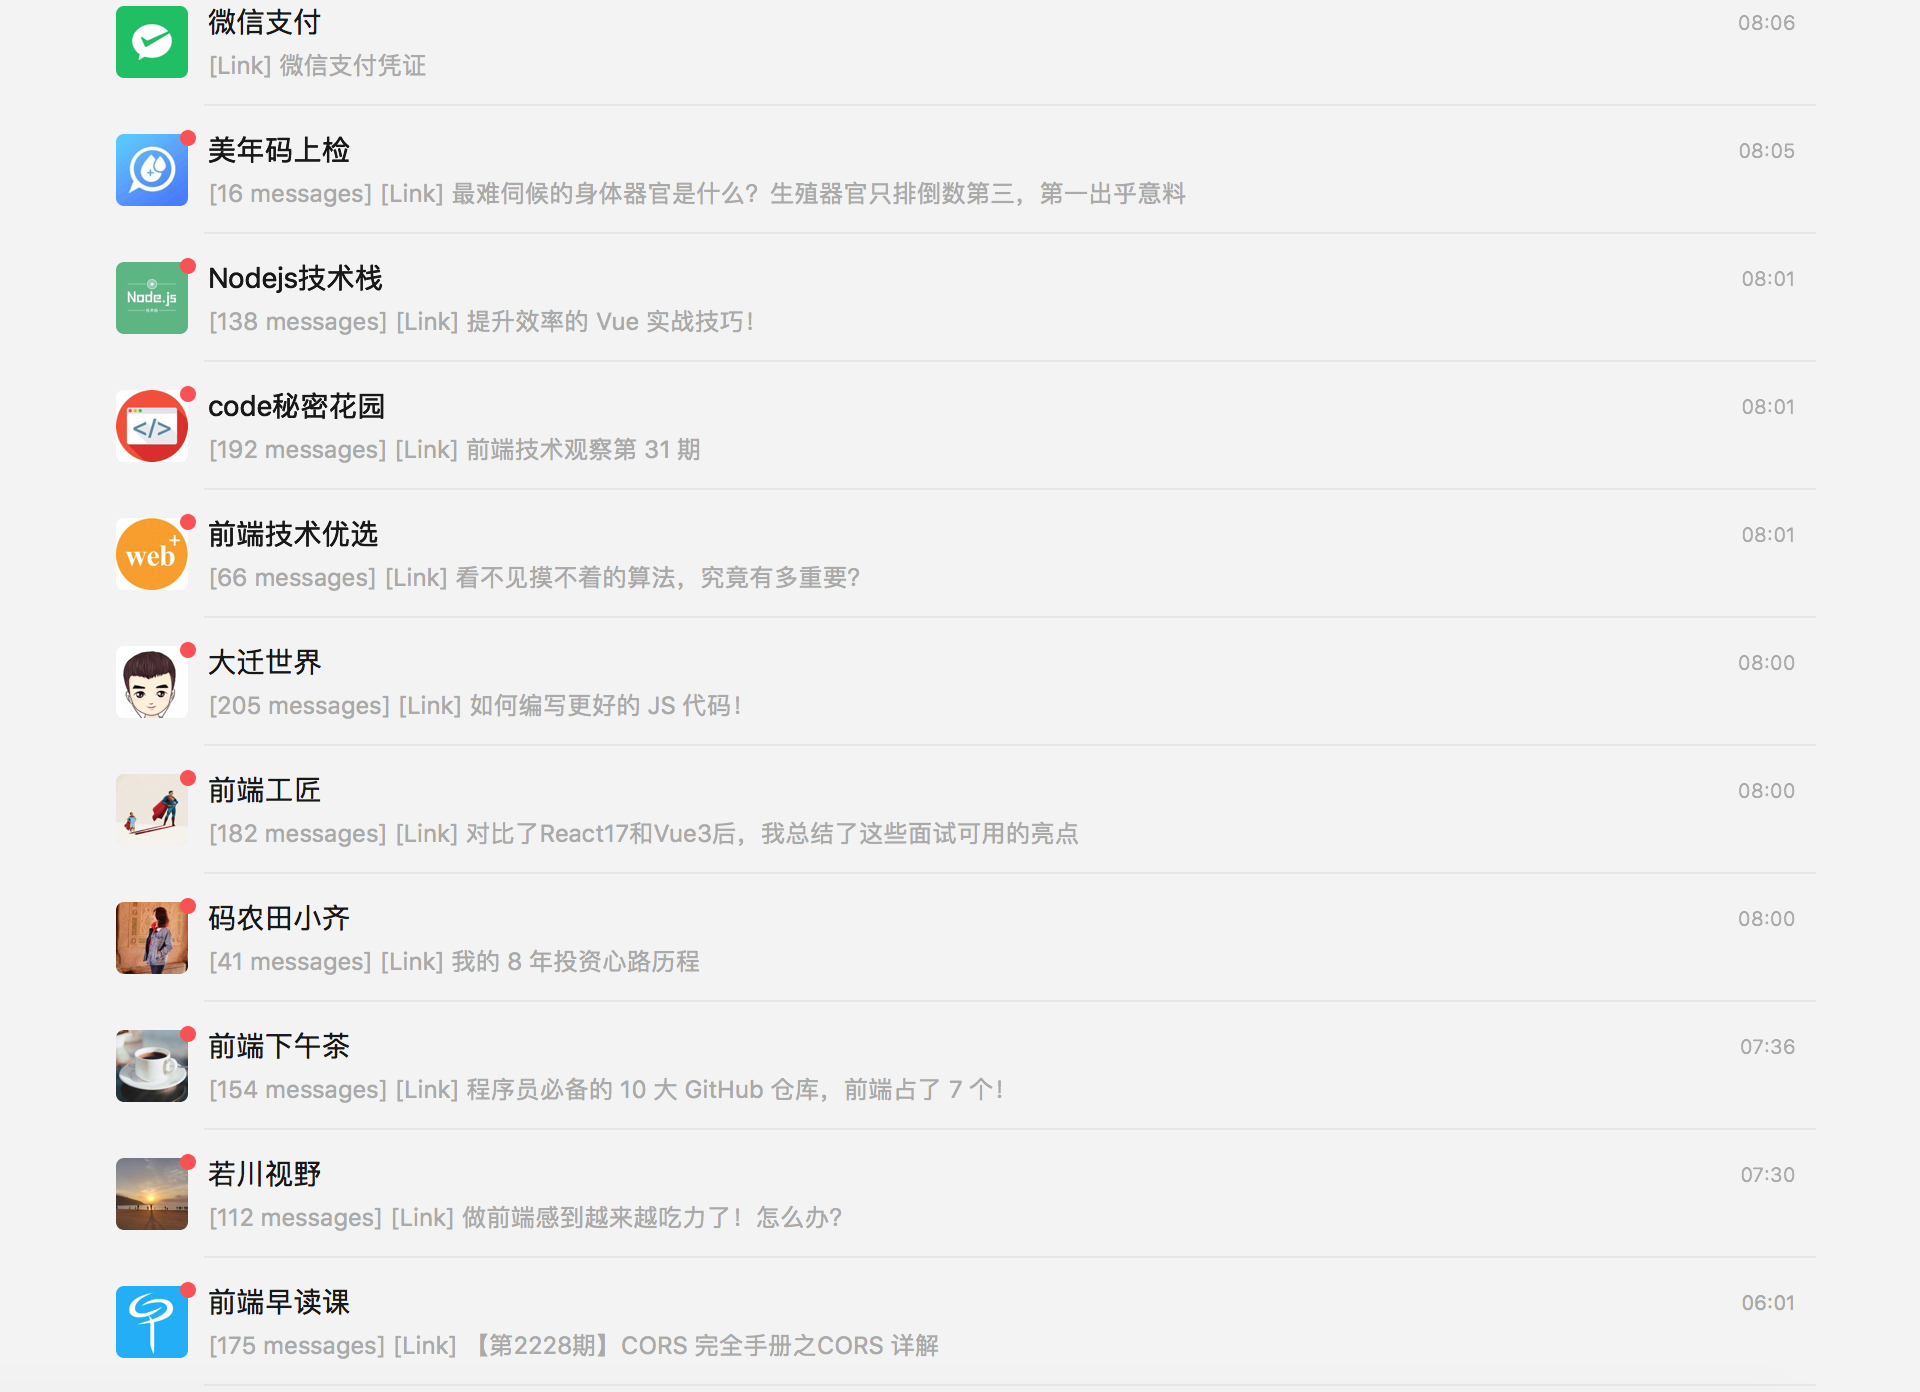 微信支付 08:06
[Link] 微信支付凭证
美年码上检 08:05
[16 messages] [Link] 最难伺候的身体器官是什么？生殖器官只排倒数第三，第一出乎意料
Node.js
Nodejs技术栈 08:01
[138 messages] [Link] 提升效率的 Vue 实战技巧！
</>
code秘密花园 08:01
[192 messages] [Link] 前端技术观察第 31 期
web+
前端技术优选 08:01
[66 messages] [Link] 看不见摸不着的算法，究竟有多重要？
大迁世界 08:00
[205 messages] [Link] 如何编写更好的 JS 代码！
前端工匠 08:00
[182 messages] [Link] 对比了React17和Vue3后，我总结了这些面试可用的亮点
码农田小齐 08:00
[41 messages] [Link] 我的 8 年投资心路历程
前端下午茶 07:36
[154 messages] [Link] 程序员必备的 10 大 GitHub 仓库，前端占了 7 个！
若川视野 07:30
[112 messages] [Link] 做前端感到越来越吃力了！怎么办？
前端早读课 06:01
[175 messages] [Link] 【第2228期】CORS 完全手册之CORS 详解